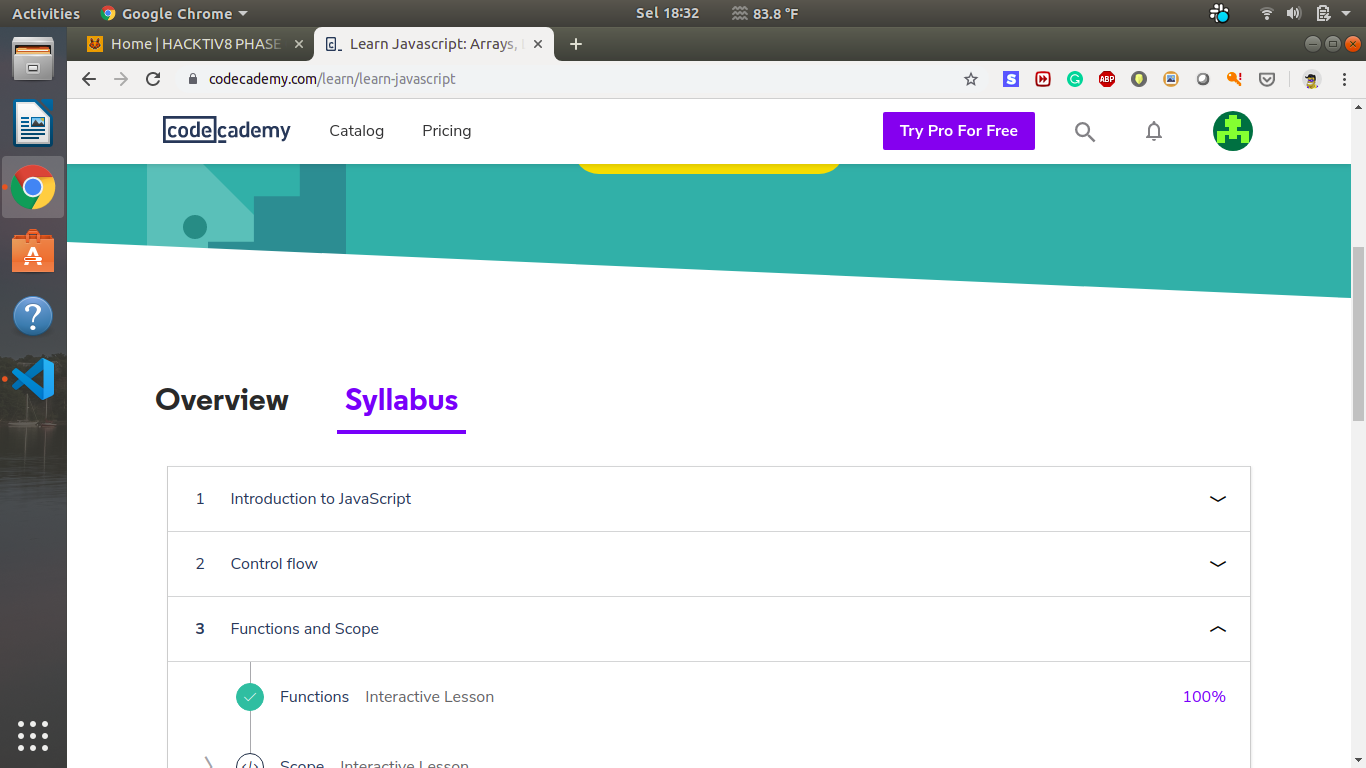 Activities Google Chrome Sel 18:32 83.8 °F
Home | HACKTIV8 PHASE Learn Javascript: Arrays,
codecademy.com/learn/learn-javascript
codecademy Catalog Pricing Try Pro For Free
Overview Syllabus
1 Introduction to JavaScript
2 Control flow
3 Functions and Scope
Functions Interactive Lesson 100%
Scope Interactive Lesson